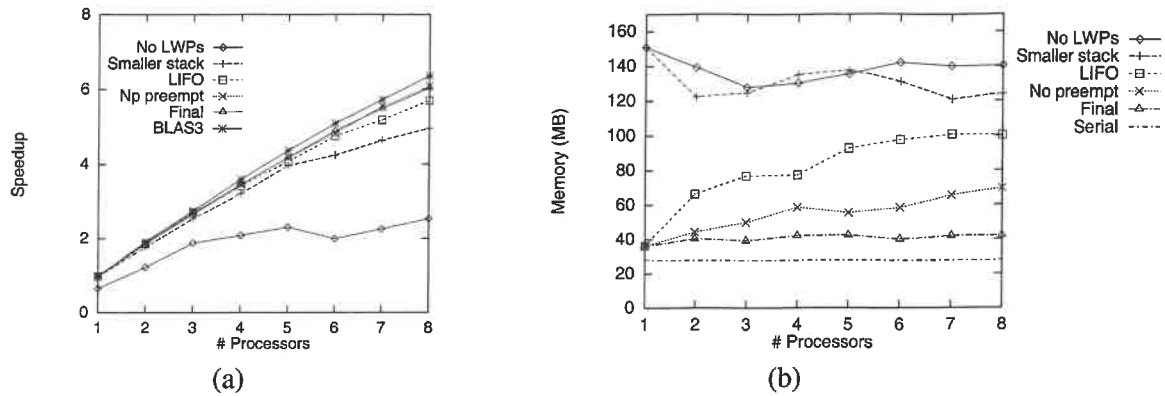 8
6
4
2
0
Speedup
No LWPs
Smaller stack
LIFO
Np preempt
Final
BLAS3
1 2 3 4 5 6 7 8
# Processors
(a)
160
140
120
100
80
60
40
20
0
Memory (MB)
1 2 3 4 5 6 7 8
# Processors
No LWPs
Smaller stack
LIFO
No preempt
Final
Serial
(b)